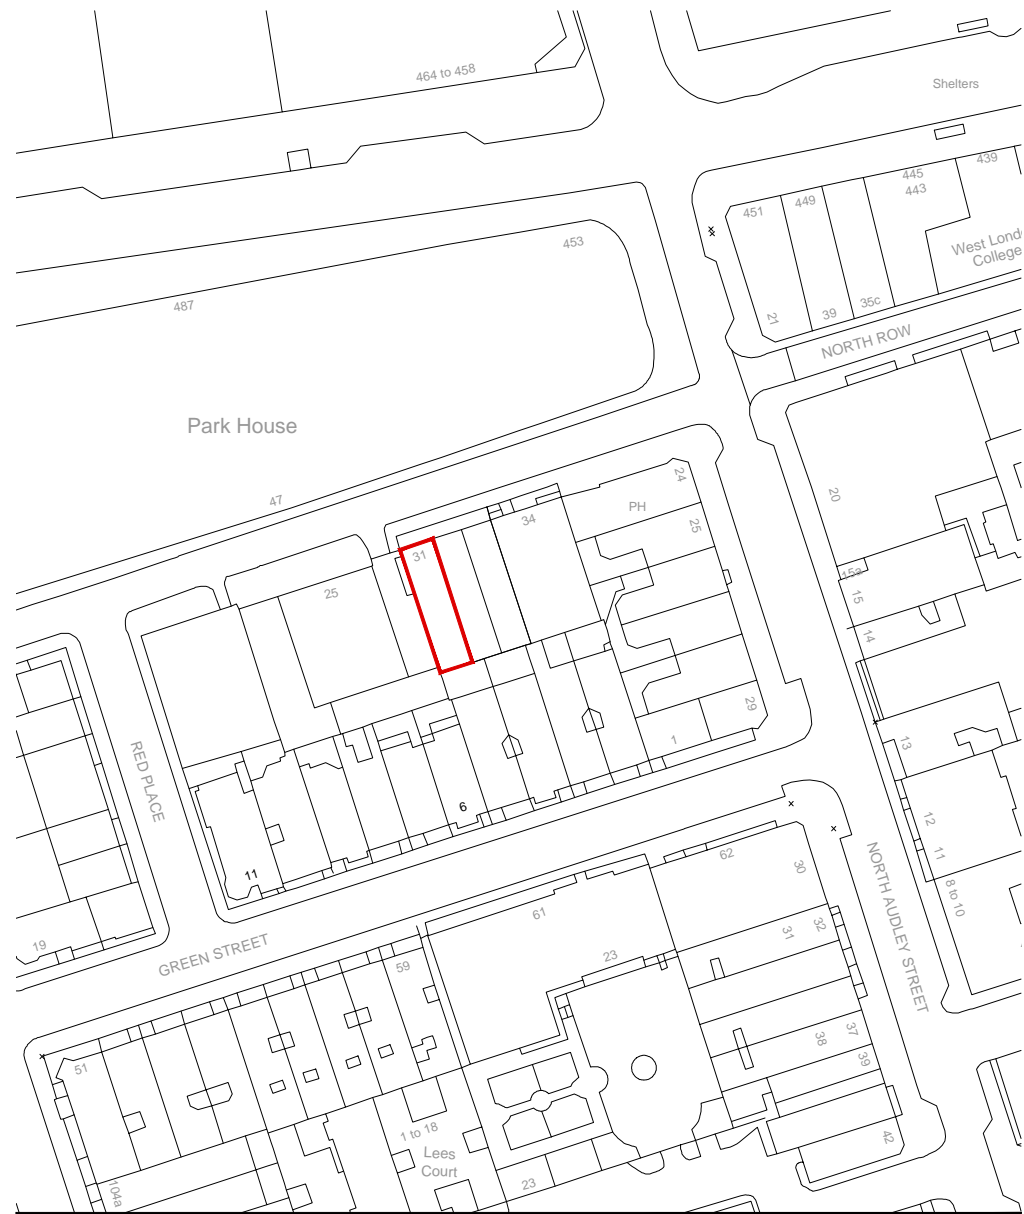 464 to 458
Shelters
439
445
443
449
451
West Lond
College
453
487
35c
39
21
NORTH ROW
Park House
47
24
PH
20
34
25
31
25
15a
15
14
29
1
13
RED PLACE
6
12
11
11
NORTH AUDLEY STREET
62
30
8 to 10
61
32
31
19
GREEN STREET
23
59
37
38
39
51
42
1 to 18
Lees
Court
23
104a